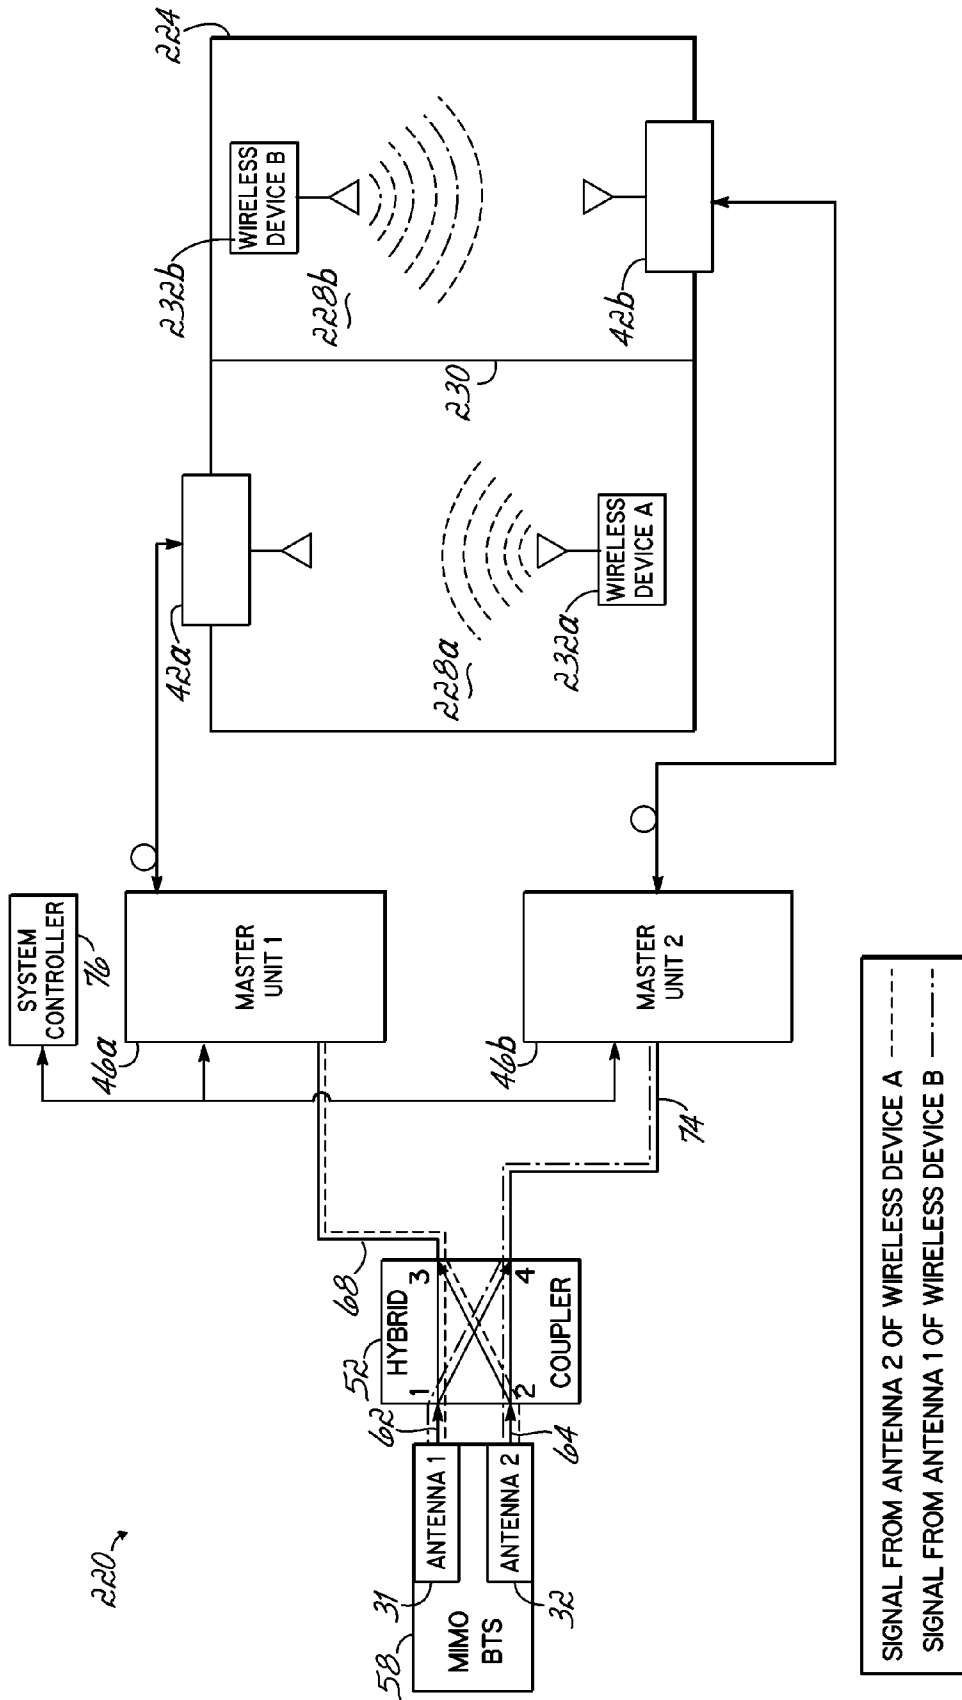 220
58
MIMO
BTS
31
ANTENNA 1
ANTENNA 2
32
62
64
52
HYBRID
1
3
2
4
COUPLER
68
74
SYSTEM
CONTROLLER
76
46a
MASTER
UNIT 1
46b
MASTER
UNIT 2
42a
228a
232a
WIRELESS
DEVICE A
230
232b
WIRELESS
DEVICE B
228b
42b
224
SIGNAL FROM ANTENNA 2 OF WIRELESS DEVICE A
SIGNAL FROM ANTENNA 1 OF WIRELESS DEVICE B